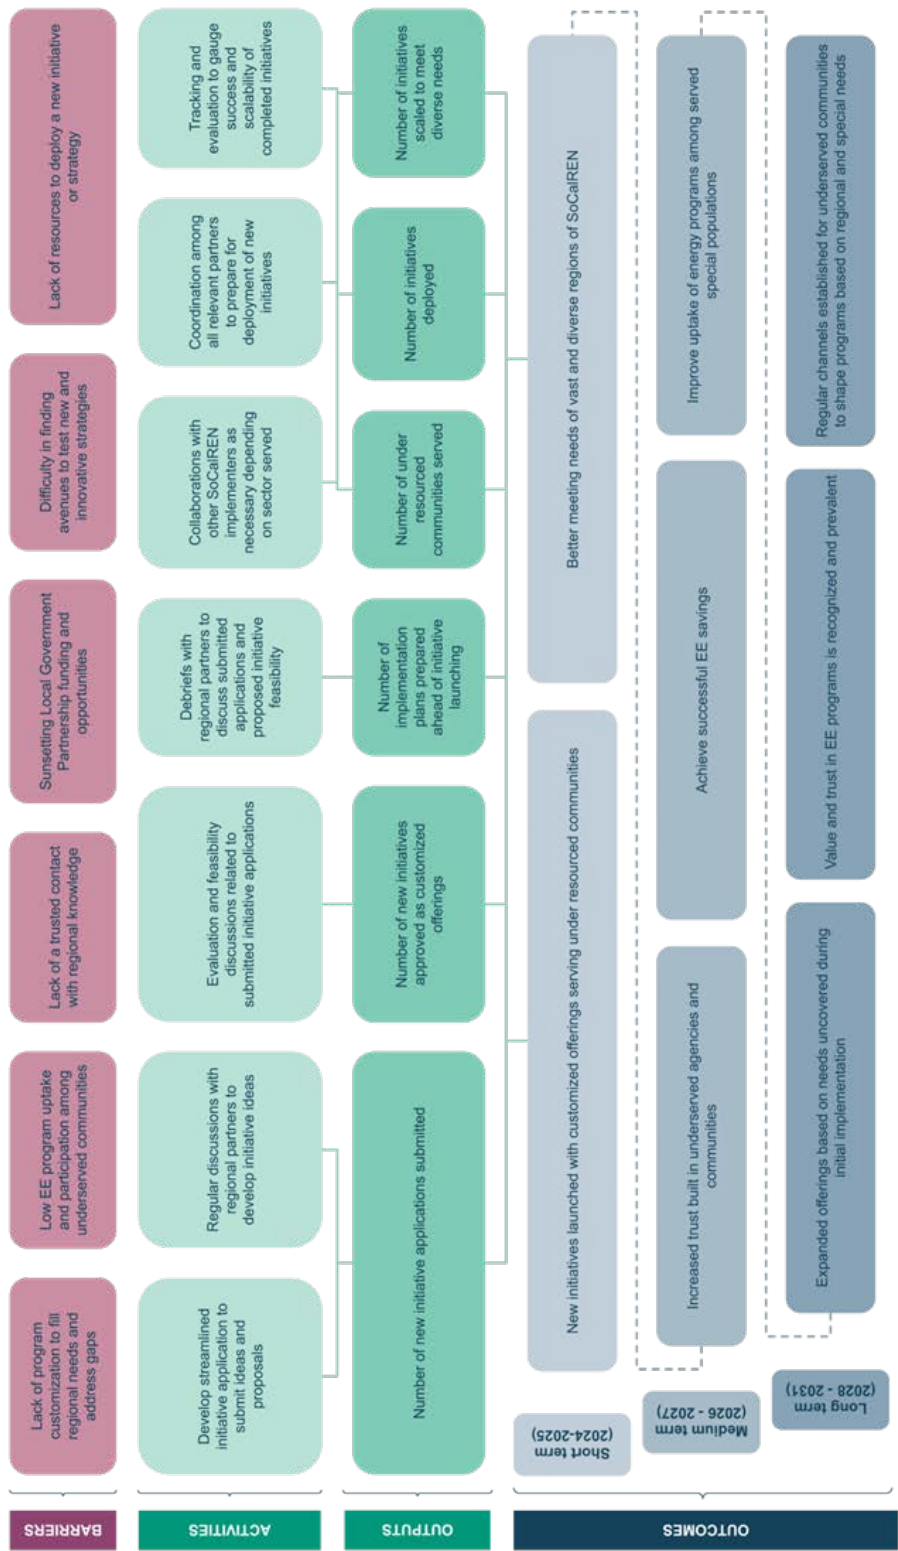 BARRIERS
Lack of program
customization to fill
regional needs and
address gaps
Low EE program uptake
and participation among
underserved communities
Lack of a trusted contact
with regional knowledge
Sunsetting Local Government
Partnership funding and
opportunities
Difficulty in finding
avenues to test new and
innovative strategies
Lack of resources to deploy a new initiative
or strategy
ACTIVITIES
Develop streamlined
initiative application to
submit ideas and
proposals
Regular discussions with
regional partners to
develop initiative ideas
Evaluation and feasibility
discussions related to
submitted initiative applications
Debriefs with
regional partners to
discuss submitted
applications and
proposed initiative
feasibility
Collaborations with
other SoCalREN
implementers as
necessary depending
on sector served
Coordination among
all relevant partners
to prepare for
deployment of new
initiatives
Tracking and
evaluation to gauge
success and
scalability of
completed initiatives
OUTPUTS
Number of new initiative applications submitted
Number of new initiatives
approved as customized
offerings
Number of
implementation
plans prepared
ahead of initiative
launching
Number of under
resourced
communities served
Number of initiatives
deployed
Number of initiatives
scaled to meet
diverse needs
OUTCOMES
Short term
(2024-2025)
New initiatives launched with customized offerings serving under resourced communities
Better meeting needs of vast and diverse regions of SoCalREN
Medium term
(2026 - 2027)
Increased trust built in underserved agencies and
communities
Achieve successful EE savings
Improve uptake of energy programs among served
special populations
Long term
(2028 - 2031)
Expanded offerings based on needs uncovered during
initial implementation
Value and trust in EE programs is recognized and prevalent
Regular channels established for underserved communities
to shape programs based on regional and special needs